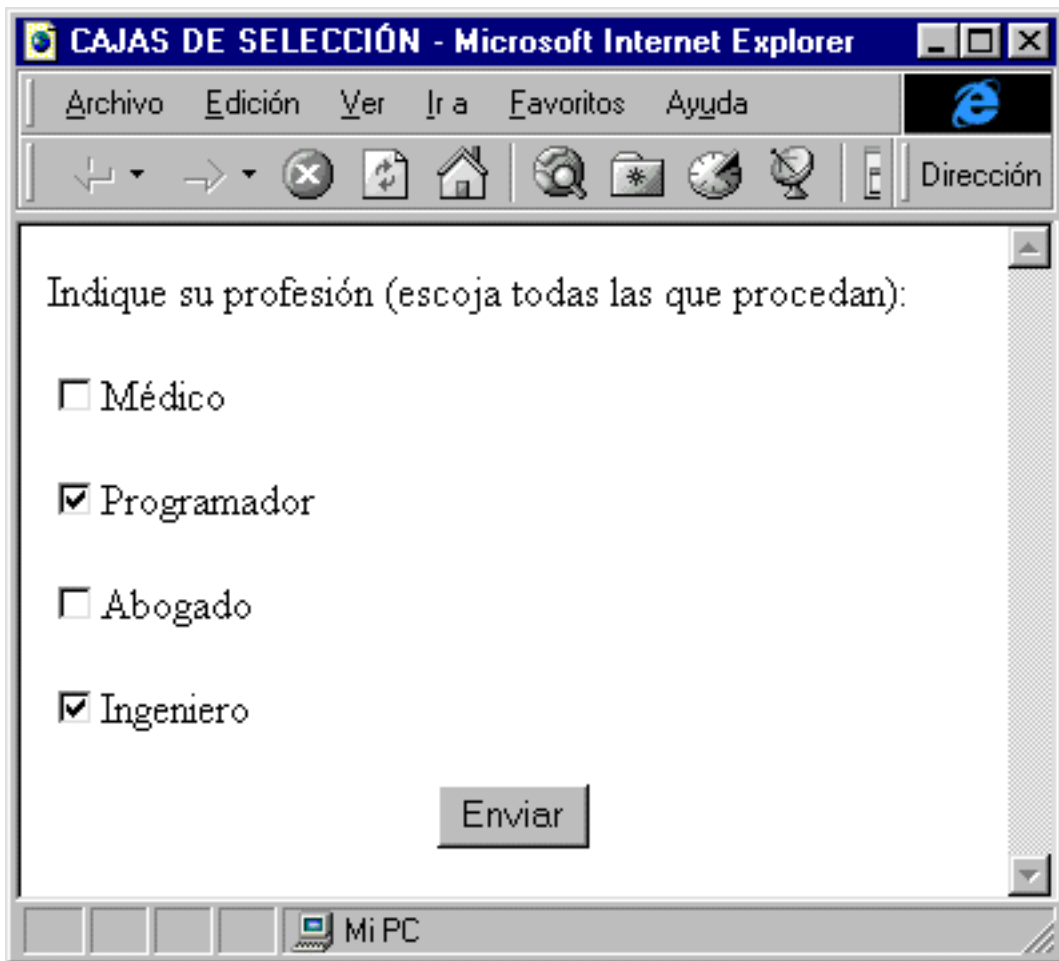 CAJAS DE SELECCIÓN - Microsoft Internet Explorer
Archivo Edición Ver Ir a Favoritos Ayuda
Dirección
Indique su profesión (escoja todas las que procedan):
Médico
Programador
Abogado
Ingeniero
Enviar
Mi PC